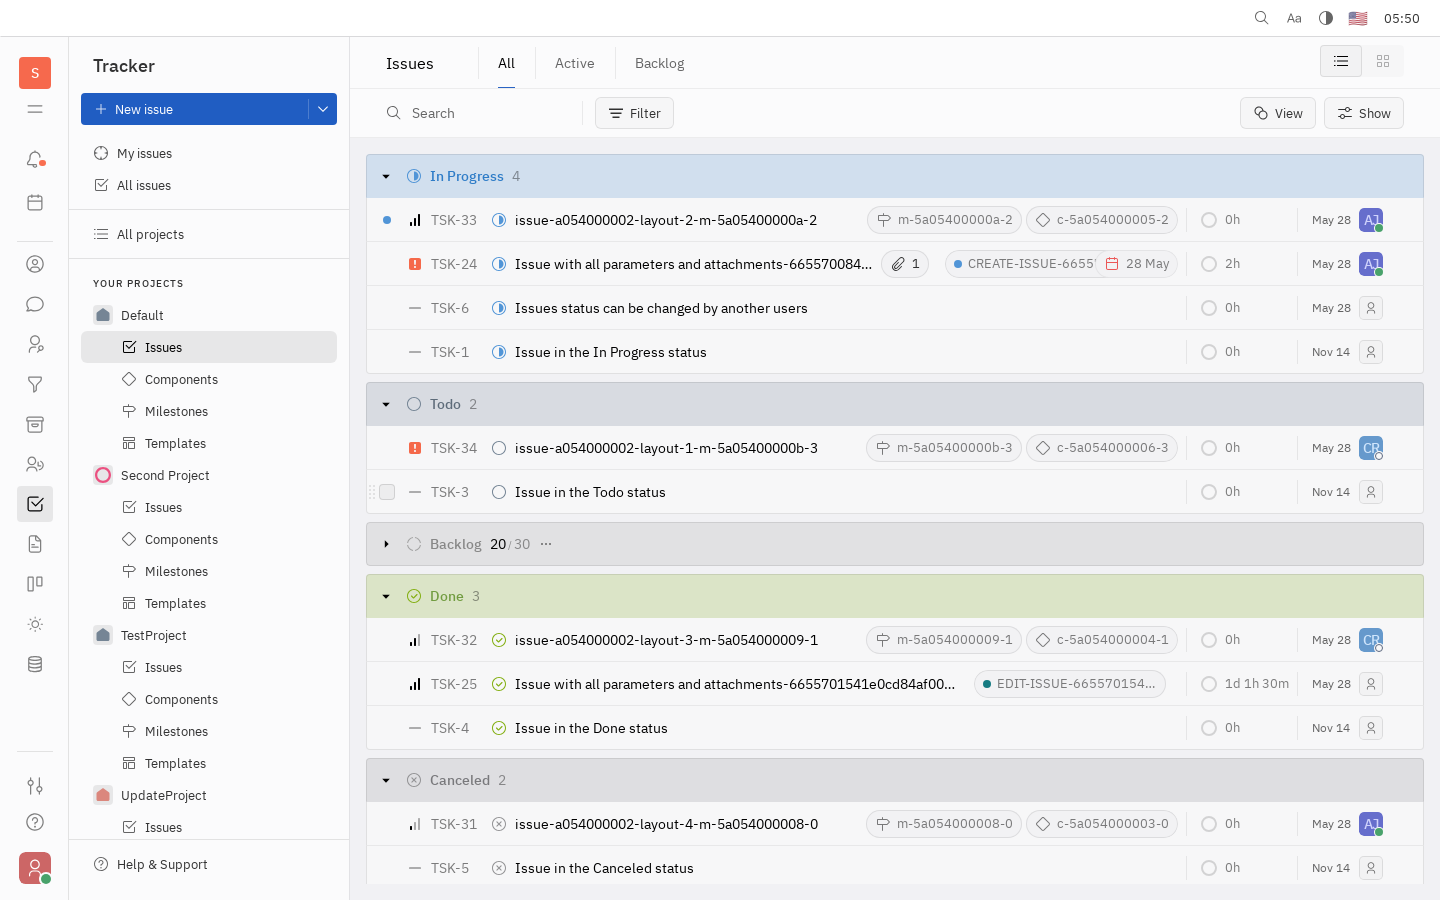 Aa 05:50
S
Tracker
New issue
My issues
All issues
All projects
YOUR PROJECTS
Default
Issues
Components
Milestones
Templates
Second Project
Issues
Components
Milestones
Templates
TestProject
Issues
Components
Milestones
Templates
UpdateProject
Issues
Help & Support
Issues All Active Backlog
Search Filter View Show
In Progress 4
TSK-33 issue-a054000002-layout-2-m-5a05400000a-2 m-5a05400000a-2 c-5a054000005-2 0h May 28 AJ
TSK-24 Issue with all parameters and attachments-665570084... 1 CREATE-ISSUE-6655 28 May 2h May 28 AJ
TSK-6 Issues status can be changed by another users 0h May 28
TSK-1 Issue in the In Progress status 0h Nov 14
Todo 2
TSK-34 issue-a054000002-layout-1-m-5a05400000b-3 m-5a05400000b-3 c-5a054000006-3 0h May 28 CR
TSK-3 Issue in the Todo status 0h Nov 14
Backlog 20/30 ...
Done 3
TSK-32 issue-a054000002-layout-3-m-5a054000009-1 m-5a054000009-1 c-5a054000004-1 0h May 28 CR
TSK-25 Issue with all parameters and attachments-6655701541e0cd84af00... EDIT-ISSUE-665570154... 1d 1h 30m May 28
TSK-4 Issue in the Done status 0h Nov 14
Canceled 2
TSK-31 issue-a054000002-layout-4-m-5a054000008-0 m-5a054000008-0 c-5a054000003-0 0h May 28 AJ
TSK-5 Issue in the Canceled status 0h Nov 14